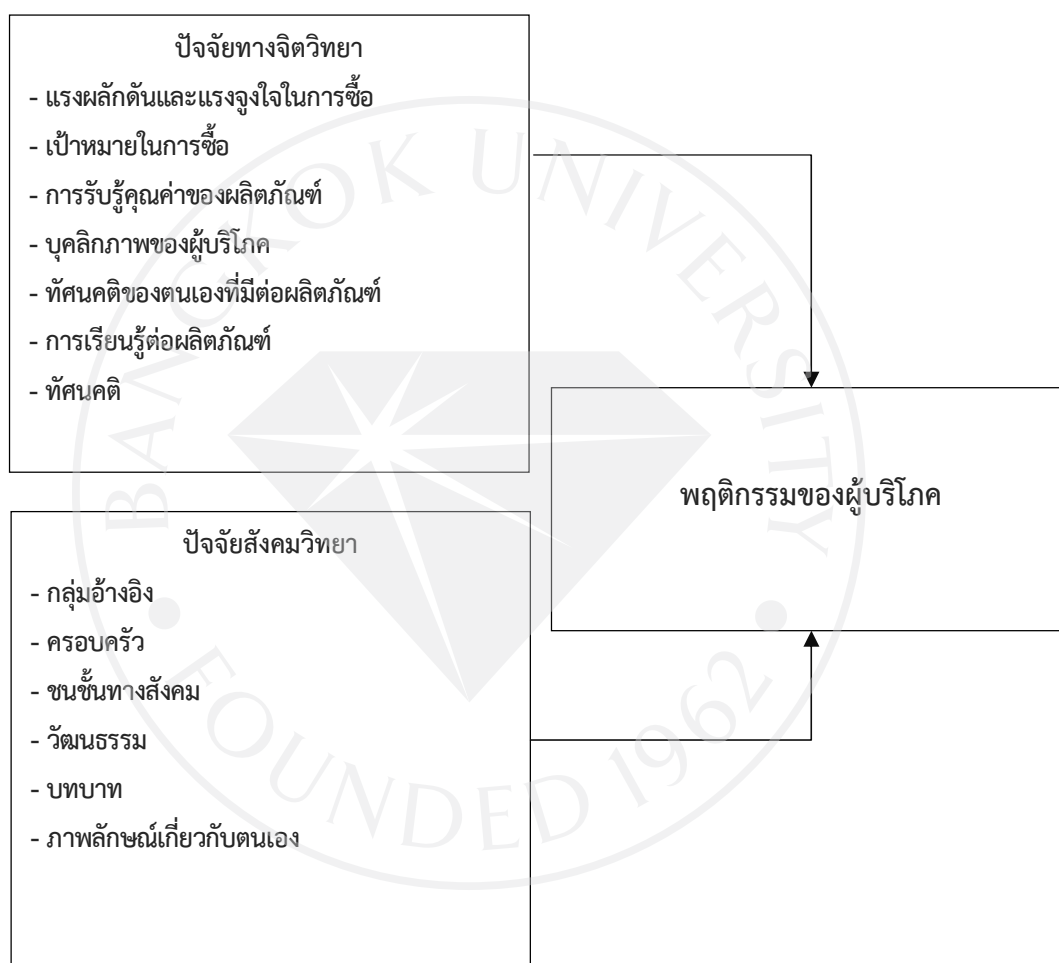 ปัจจัยทางจิตวิทยา
- แรงผลักดันและแรงจูงใจในการซื้อ
- เป้าหมายในการซื้อ
- การรับรู้คุณค่าของผลิตภัณฑ์
- บุคลิกภาพของผู้บริโภค
- ทัศนคติของตนเองที่มีต่อผลิตภัณฑ์
- การเรียนรู้ต่อผลิตภัณฑ์
- ทัศนคติ
พฤติกรรมของผู้บริโภค
ปัจจัยสังคมวิทยา
- กลุ่มอ้างอิง
- ครอบครัว
- ชนชั้นทางสังคม
- วัฒนธรรม
- บทบาท
- ภาพลักษณ์เกี่ยวกับตนเอง
BANGKOK UNIVERSITY
FOUNDED 1962